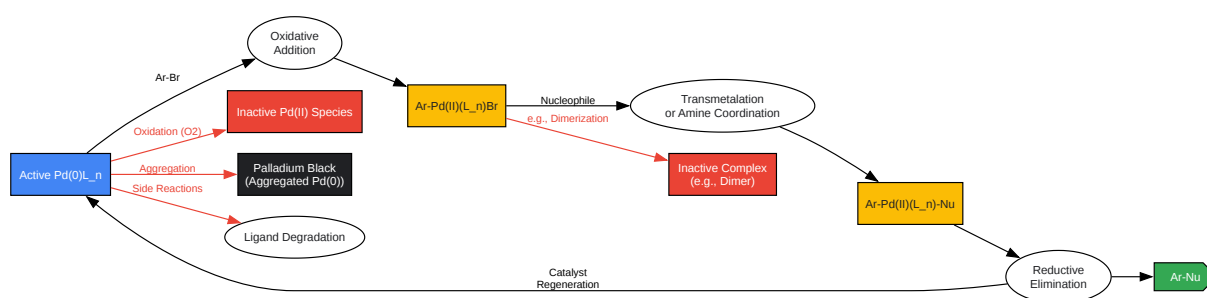 Oxidative
Addition
Ar-Br
Inactive Pd(II) Species
Ar-Pd(II)(L_n)Br
Nucleophile
e.g., Dimerization
Transmetalation
or Amine Coordination
Oxidation (O2)
Active Pd(0)L_n
Aggregation
Side Reactions
Palladium Black
(Aggregated Pd(0))
Inactive Complex
(e.g., Dimer)
Ar-Pd(II)(L_n)-Nu
Ligand Degradation
Catalyst
Regeneration
Reductive
Elimination
Ar-Nu